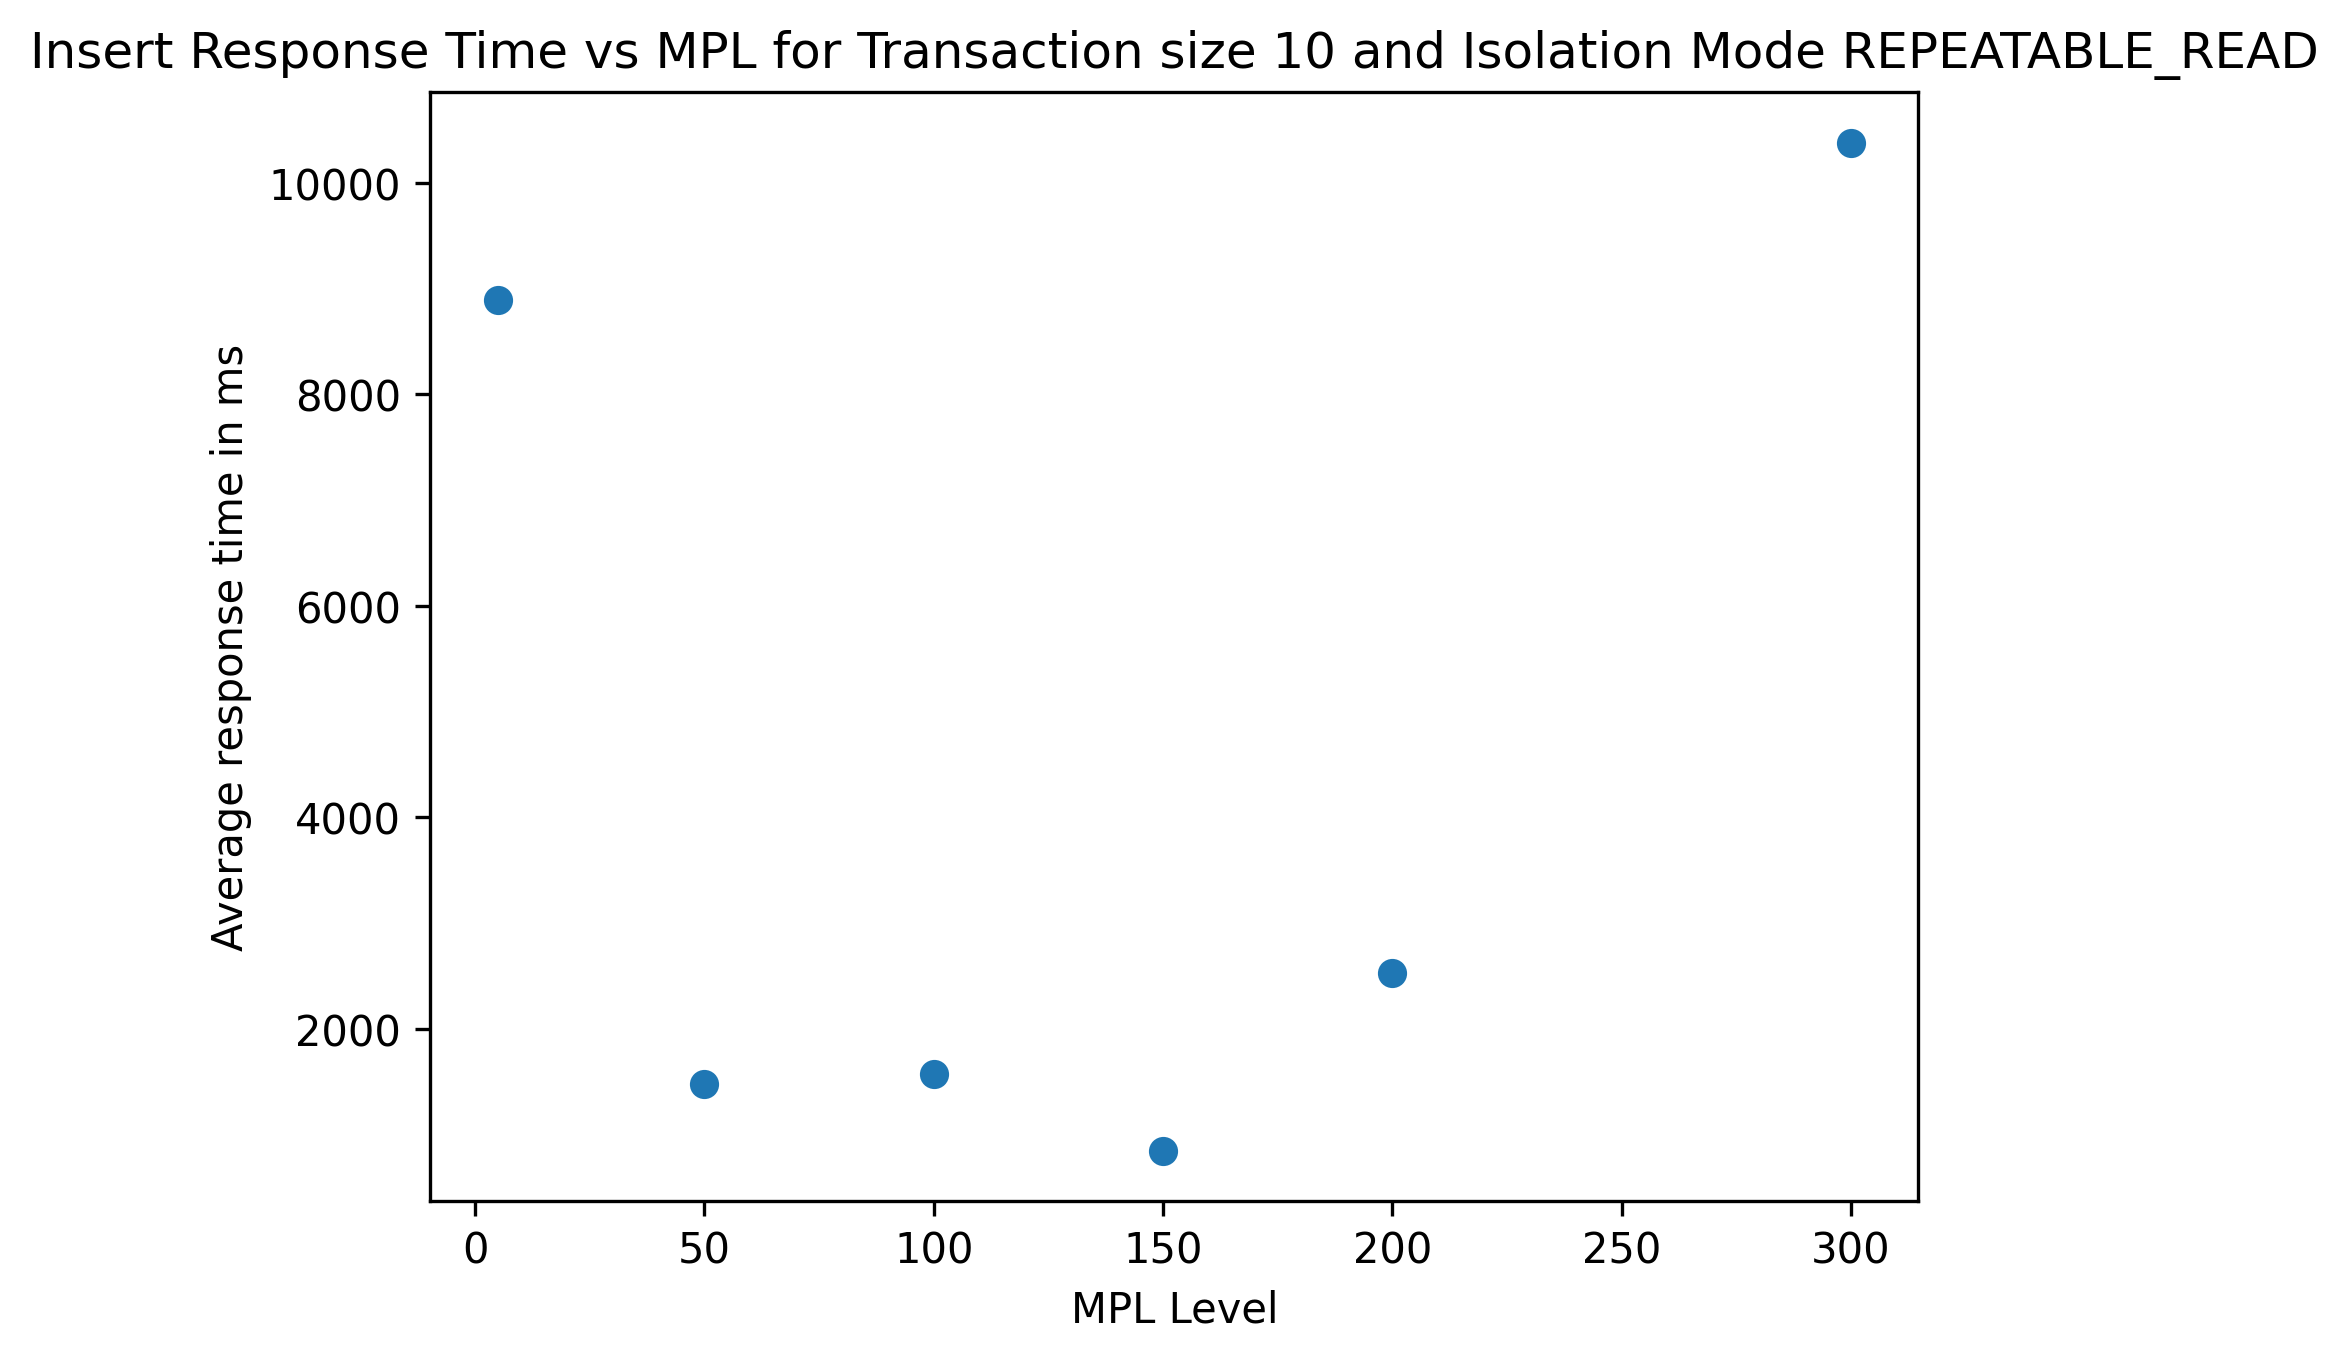 Insert Response Time vs MPL for Transaction size 10 and Isolation Mode REPEATABLE_READ
10000
8000
6000
4000
2000
Average response time in ms
0 50 100 150 200 250 300
MPL Level